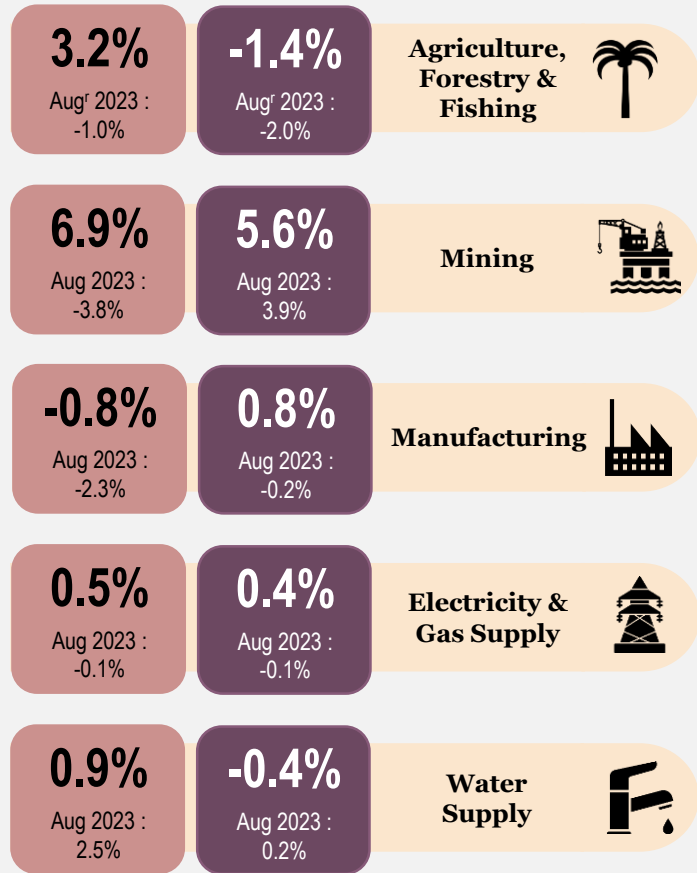 3.2%
Augʳ 2023 :
-1.0%
-1.4%
Augʳ 2023 :
-2.0%
Agriculture,
Forestry &
Fishing
6.9%
Aug 2023 :
-3.8%
5.6%
Aug 2023 :
3.9%
Mining
-0.8%
Aug 2023 :
-2.3%
0.8%
Aug 2023 :
-0.2%
Manufacturing
0.5%
Aug 2023 :
-0.1%
0.4%
Aug 2023 :
-0.1%
Electricity &
Gas Supply
0.9%
Aug 2023 :
2.5%
-0.4%
Aug 2023 :
0.2%
Water
Supply